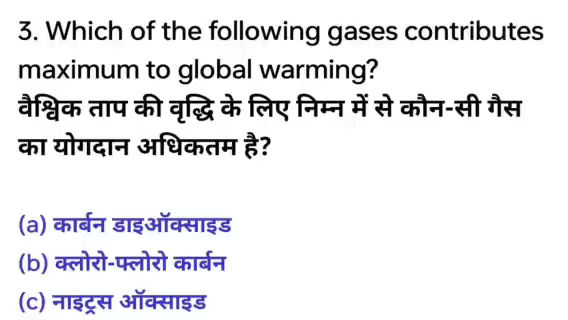 3. Which of the following gases contributes
maximum to global warming?
वैश्विक ताप की वृद्धि के लिए निम्न में से कौन-सी गैस
का योगदान अधिकतम है?
(a) कार्बन डाइऑक्साइड
(b) क्लोरो-फ्लोरो कार्बन
(c) नाइट्रस ऑक्साइड